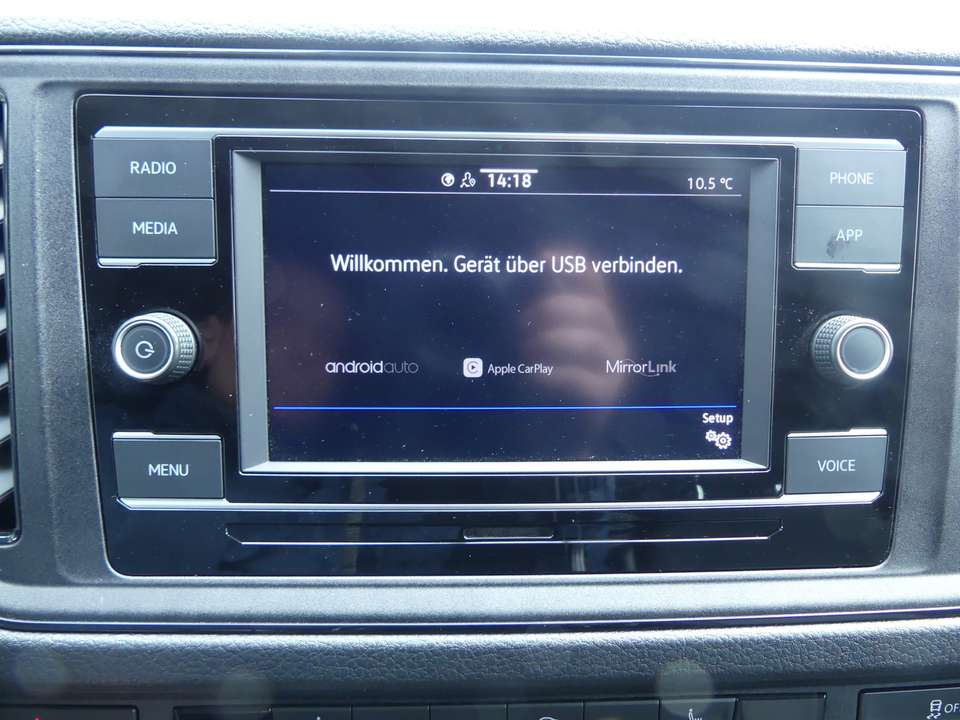 RADIO
MEDIA
14:18
10.5 °C
Willkommen. Gerät über USB verbinden.
androidauto
Apple CarPlay
MirrorLink
Setup
PHONE
APP
MENU
VOICE
OFF